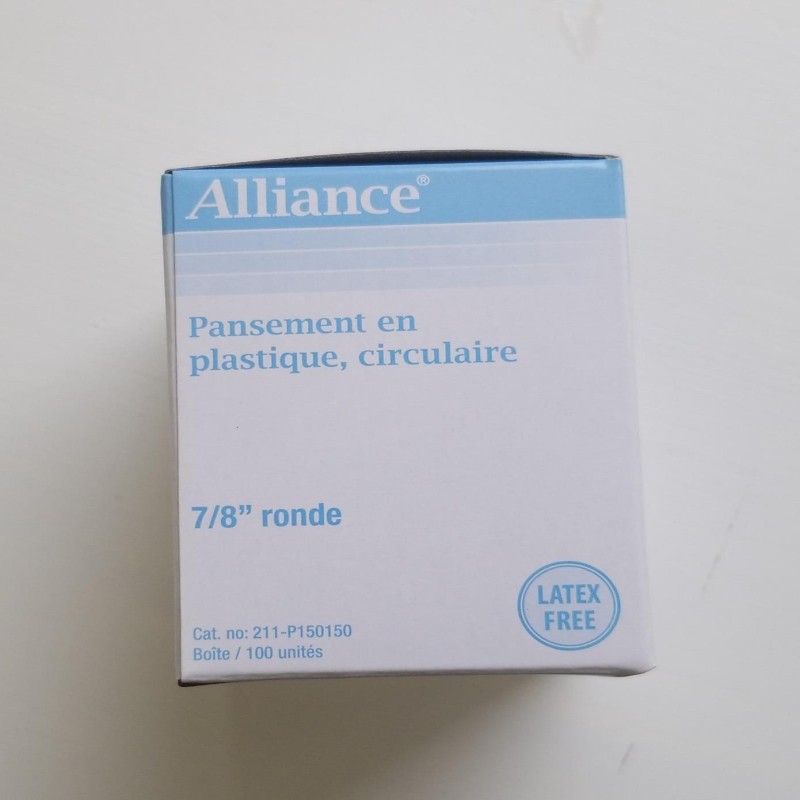 Alliance®
Pansement en
plastique, circulaire
7/8” ronde
LATEX
FREE
Cat. no: 211-P150150
Boîte / 100 unités